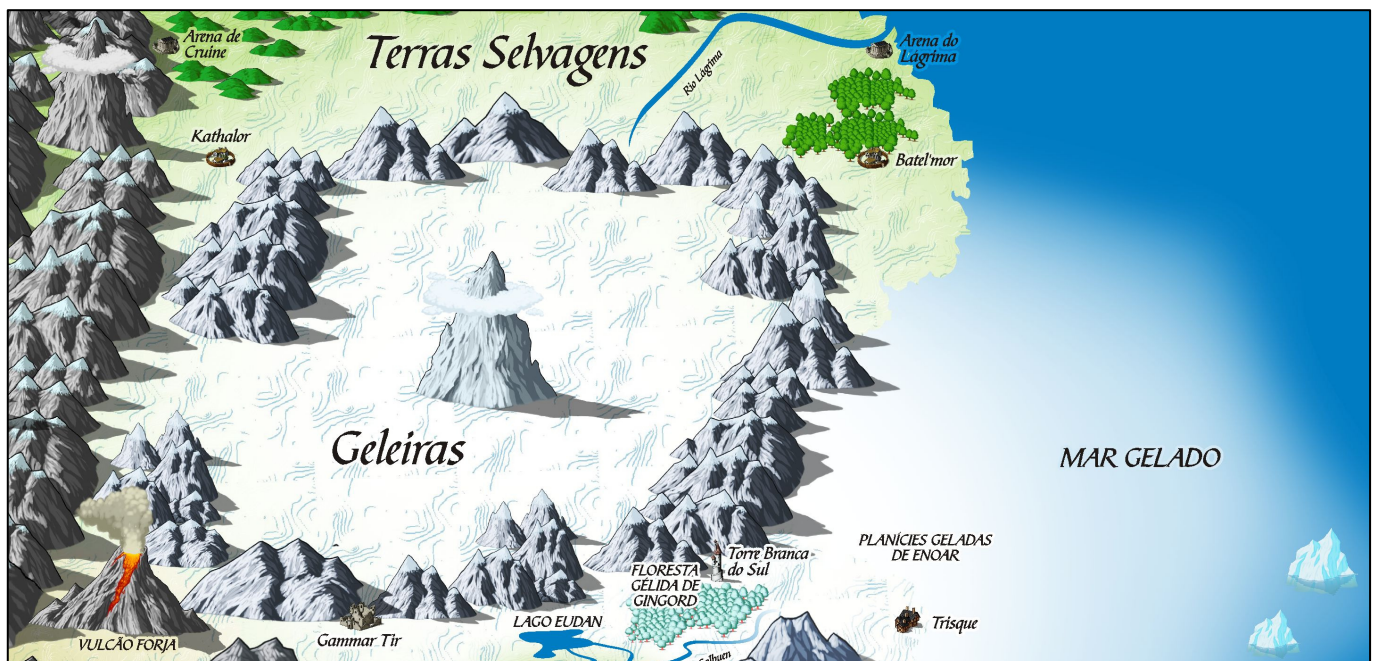 Arena de
Cruine
Terras Selvagens
Rio Lágrima
Arena do
Lágrima
Kathalor
Batel'mor
Geleiras
MAR GELADO
PLANÍCIES GELADAS
DE ENOAR
Torre Branca
do Sul
FLORESTA
GÉLIDA DE
GINGORD
LAGO EUDAN
Trisque
Gammar Tir
VULCÃO FORJA